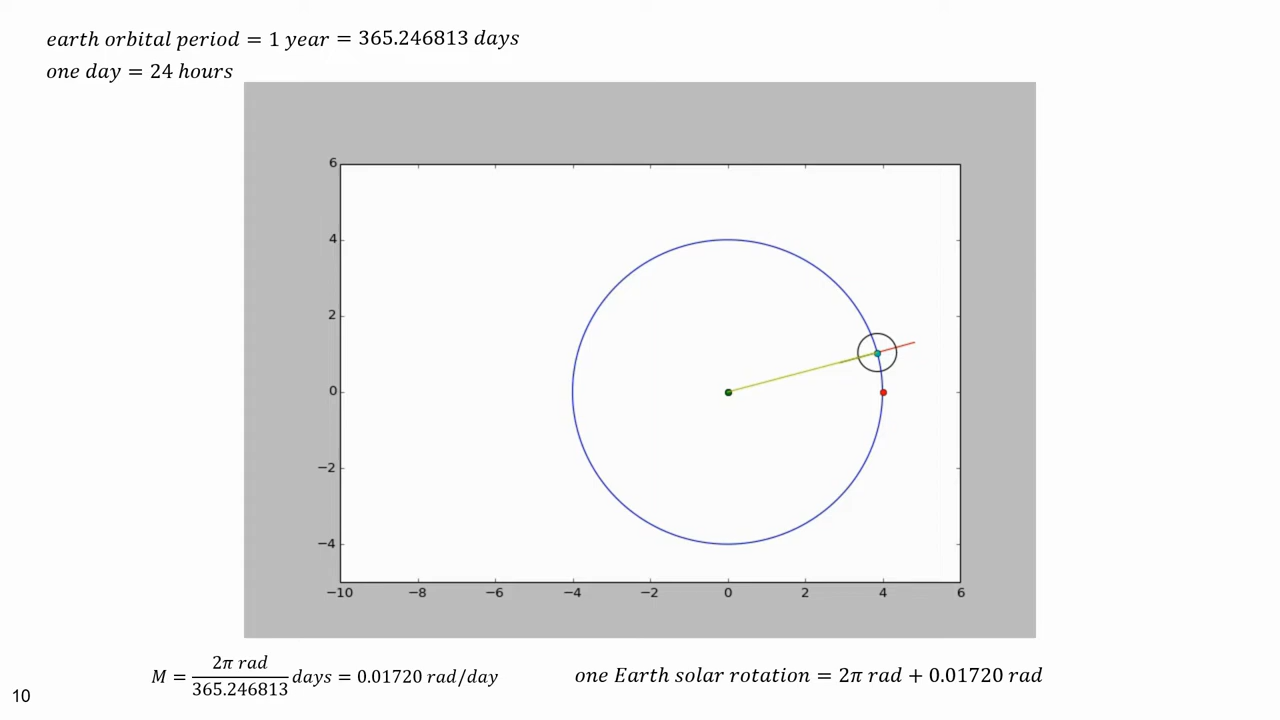 earth orbital period = 1 year = 365.246813 days
one day = 24 hours
6
4
2
0
−2
−4
−10 −8 −6 −4 −2 0 2 4 6
M = 2π rad / 365.246813 days = 0.01720 rad/day
one Earth solar rotation = 2π rad + 0.01720 rad
10